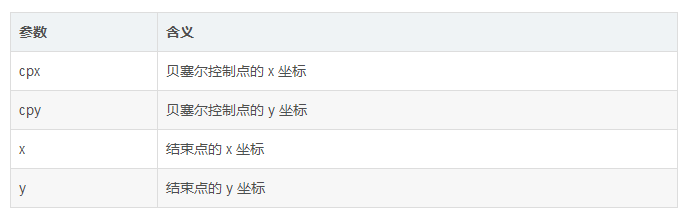 参数 含义
cpx 贝塞尔控制点的 x 坐标
cpy 贝塞尔控制点的 y 坐标
x 结束点的 x 坐标
y 结束点的 y 坐标